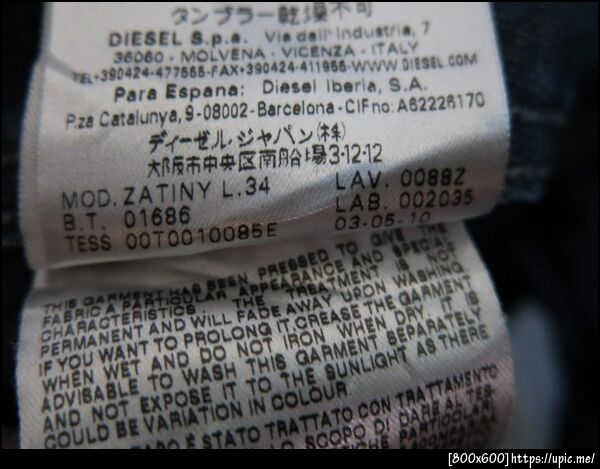 タンブラー乾燥不可
DIESEL S.p.a. Via dell'Industria, 7
36060 - MOLVENA - VICENZA - ITALY
TEL+390424-477555-FAX+390424-411955-WWW.DIESEL.COM
Para Espana: Diesel Iberia, S.A.
P.za Catalunya, 9-08002-Barcelona-CIF no: A62226170
ディーゼル.ジャパン(株)
大阪市中央区南船場3-12-12
MOD. ZATINY L.34 LAV. 0088Z
B.T. 01686 LAB. 002035
TESS 00T0010085E 03-05-10
THIS GARMENT HAS BEEN PRESSED TO GIVE THE
FABRIC A PARTICULAR APPEARANCE AND SPECIAL
CHARACTERISTICS. THE TREATMENT IS NOT
PERMANENT AND WILL FADE AWAY UPON WASHING.
IF YOU WANT TO PROLONG IT, CREASE THE GARMENT
WHEN WET AND DO NOT IRON WHEN DRY. IT IS
ADVIBABLE TO WASH THIS GARMENT SEPARATELY
AND NOT EXPOSE IT TO THE SUNLIGHT AS THERE
COULD BE VARIATION IN COLOUR.
CAPO È STATO TRATTATO CON TRATTAMENTO
LO SCOPO DI DARE AL TES-
PARTICOLARI
[800x600]https://upic.me/